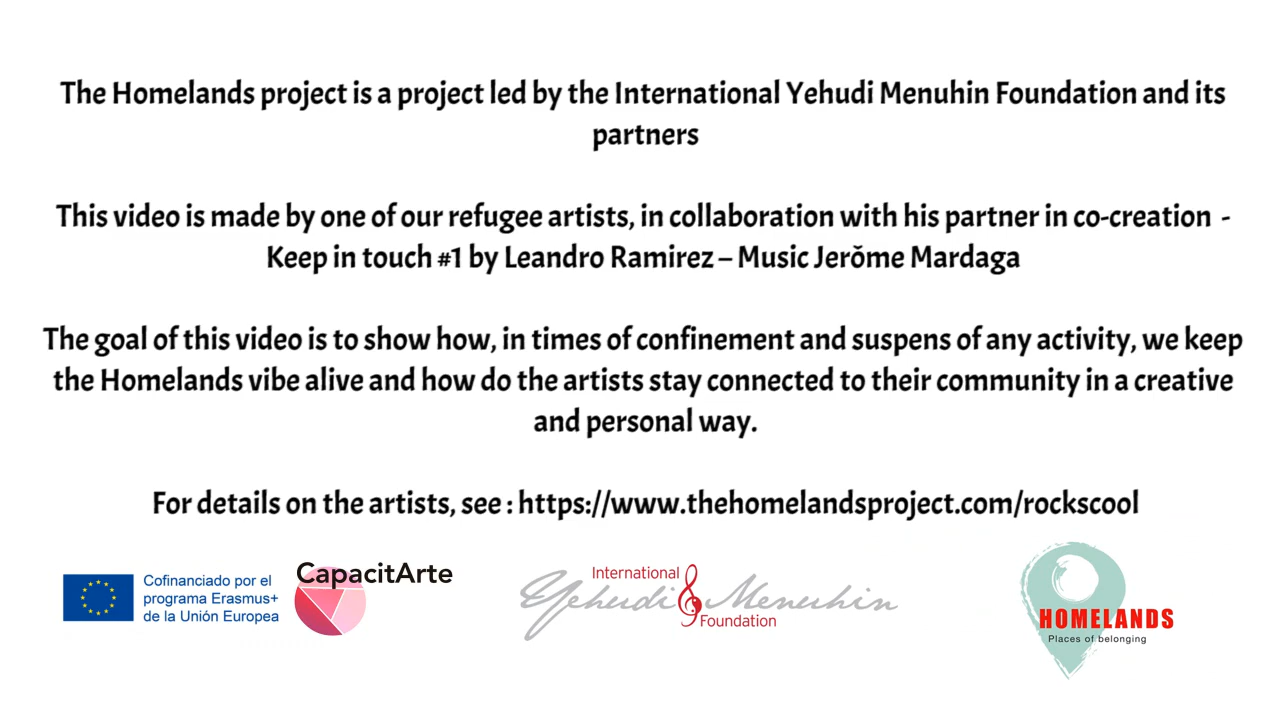 The Homelands project is a project led by the International Yehudi Menuhin Foundation and its
partners
This video is made by one of our refugee artists, in collaboration with his partner in co-creation -
Keep in touch #1 by Leandro Ramirez – Music Jerǒme Mardaga
The goal of this video is to show how, in times of confinement and suspens of any activity, we keep
the Homelands vibe alive and how do the artists stay connected to their community in a creative
and personal way.
For details on the artists, see : https://www.thehomelandsproject.com/rockscool
Cofinanciado por el
programa Erasmus+
de la Unión Europea
CapacitArte
International
Yehudi Menuhin
Foundation
HOMELANDS
Places of belonging